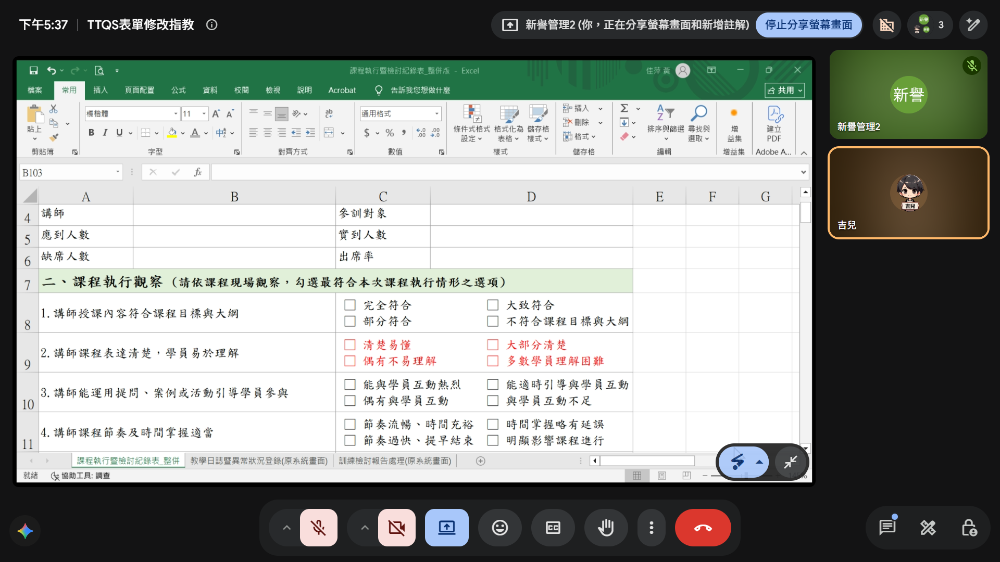 下午5:37 | TTQS表單修改指教
新譽管理2 (你，正在分享螢幕畫面和新增註解)
停止分享螢幕畫面
3
課程執行暨檢討紀錄表_整併版 - Excel
佳萍 黃
檔案 常用 插入 頁面配置 公式 資料 校閱 檢視 說明 Acrobat 告訴我您想做什麼
共用
貼上
剪貼簿
標楷體 11
B I U
字型
對齊方式
通用格式
$ % ,
數值
條件式格式設定
格式化為表格
儲存格樣式
樣式
插入
刪除
格式
儲存格
排序與篩選
尋找與選取
編輯
增益集
增益集
建立 PDF
Adobe A...
B103
fx
A B C D E F G
4 講師 參訓對象
5 應到人數 實到人數
6 缺席人數 出席率
7 二、課程執行觀察（請依課程現場觀察，勾選最符合本次課程執行情形之選項）
8 1.講師授課內容符合課程目標與大綱
□ 完全符合 □ 大致符合
□ 部分符合 □ 不符合課程目標與大綱
9 2.講師課程表達清楚，學員易於理解
□ 清楚易懂 □ 大部分清楚
□ 偶有不易理解 □ 多數學員理解困難
10 3.講師能運用提問、案例或活動引導學員參與
□ 能與學員互動熱烈 □ 能適時引導與學員互動
□ 偶有與學員互動 □ 與學員互動不足
11 4.講師課程節奏及時間掌握適當
□ 節奏流暢、時間充裕 □ 時間掌握略有延誤
□ 節奏過快、提早結束 □ 明顯影響課程進行
課程執行暨檢討紀錄表_整併 教學日誌暨異常狀況登錄(原系統畫面) 訓練檢討報告處理(原系統畫面)
就緒 協助工具: 調查
新譽
新譽管理2
吉兒
吉兒